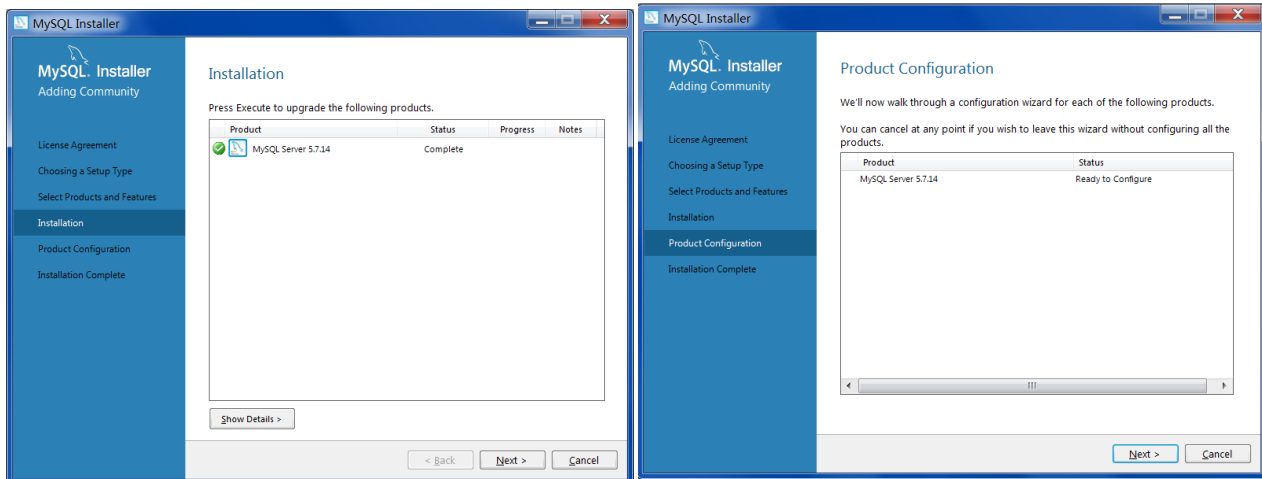 MySQL Installer
MySQL. Installer
Adding Community
License Agreement
Choosing a Setup Type
Select Products and Features
Installation
Product Configuration
Installation Complete
Installation
Press Execute to upgrade the following products.
Product Status Progress Notes
MySQL Server 5.7.14 Complete
Show Details >
< Back Next > Cancel
MySQL Installer
MySQL. Installer
Adding Community
License Agreement
Choosing a Setup Type
Select Products and Features
Installation
Product Configuration
Installation Complete
Product Configuration
We'll now walk through a configuration wizard for each of the following products.
You can cancel at any point if you wish to leave this wizard without configuring all the
products.
Product Status
MySQL Server 5.7.14 Ready to Configure
Next > Cancel